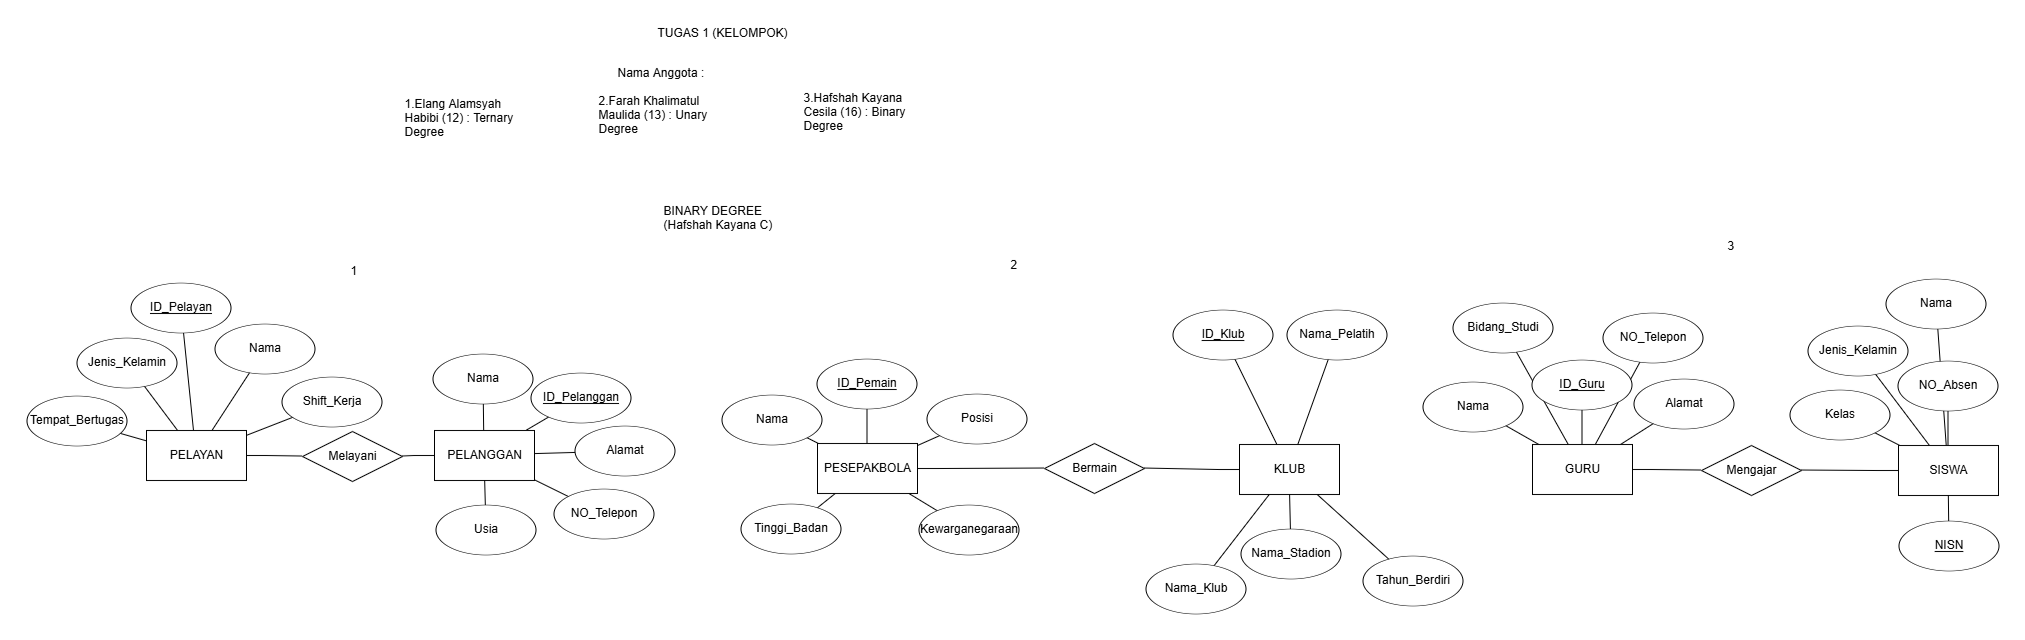 TUGAS 1 (KELOMPOK)
Nama Anggota :
1.Elang Alamsyah
Habibi (12) : Ternary
Degree
2.Farah Khalimatul
Maulida (13) : Unary
Degree
3.Hafshah Kayana
Cesila (16) : Binary
Degree
BINARY DEGREE
(Hafshah Kayana C)
1
ID_Pelayan
Nama
Jenis_Kelamin
Shift_Kerja
Tempat_Bertugas
PELAYAN
Melayani
Nama
ID_Pelanggan
Alamat
PELANGGAN
NO_Telepon
Usia
2
ID_Pemain
Nama
Posisi
PESEPAKBOLA
Tinggi_Badan
Kewarganegaraan
Bermain
ID_Klub
Nama_Pelatih
KLUB
Nama_Stadion
Nama_Klub
Tahun_Berdiri
3
Bidang_Studi
NO_Telepon
ID_Guru
Nama
Alamat
GURU
Mengajar
Nama
Jenis_Kelamin
NO_Absen
Kelas
SISWA
NISN